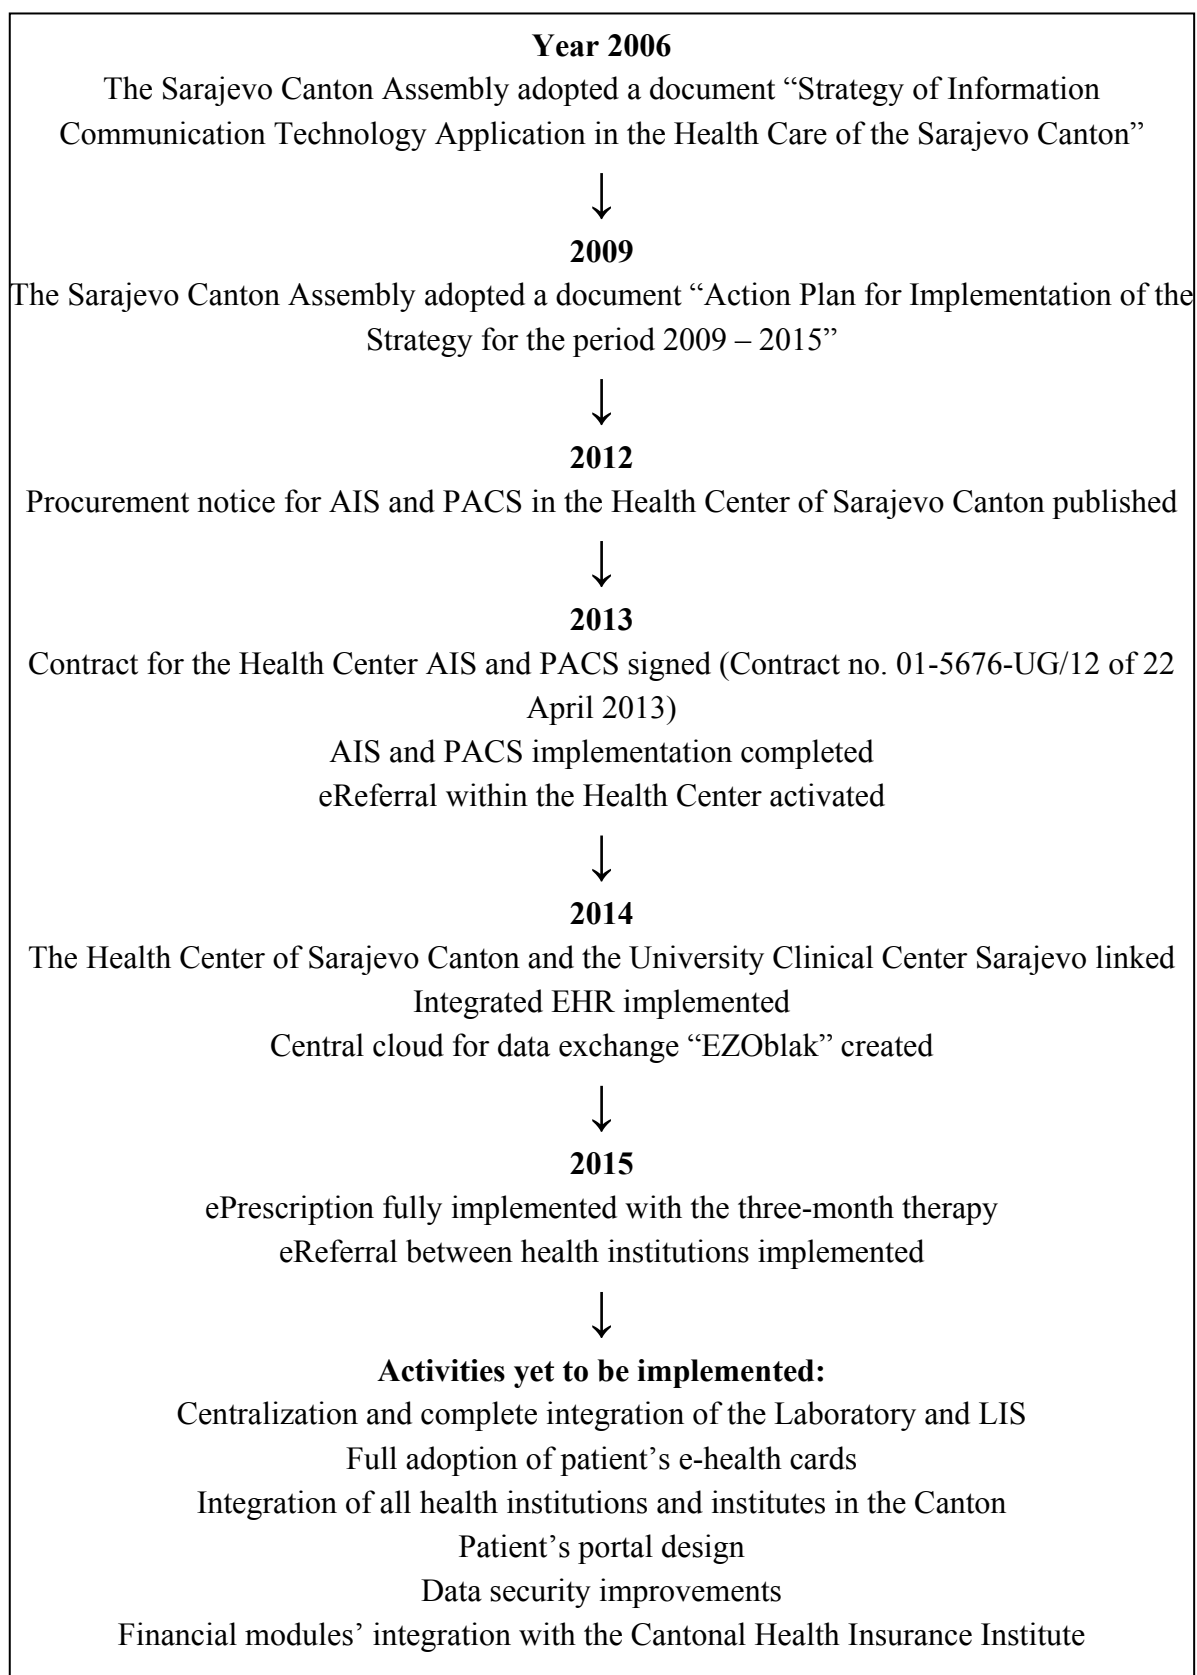 Year 2006
The Sarajevo Canton Assembly adopted a document “Strategy of Information
Communication Technology Application in the Health Care of the Sarajevo Canton”
↓
2009
The Sarajevo Canton Assembly adopted a document “Action Plan for Implementation of the
Strategy for the period 2009 – 2015”
↓
2012
Procurement notice for AIS and PACS in the Health Center of Sarajevo Canton published
↓
2013
Contract for the Health Center AIS and PACS signed (Contract no. 01-5676-UG/12 of 22
April 2013)
AIS and PACS implementation completed
eReferral within the Health Center activated
↓
2014
The Health Center of Sarajevo Canton and the University Clinical Center Sarajevo linked
Integrated EHR implemented
Central cloud for data exchange “EZOblak” created
↓
2015
ePrescription fully implemented with the three-month therapy
eReferral between health institutions implemented
↓
Activities yet to be implemented:
Centralization and complete integration of the Laboratory and LIS
Full adoption of patient’s e-health cards
Integration of all health institutions and institutes in the Canton
Patient’s portal design
Data security improvements
Financial modules’ integration with the Cantonal Health Insurance Institute